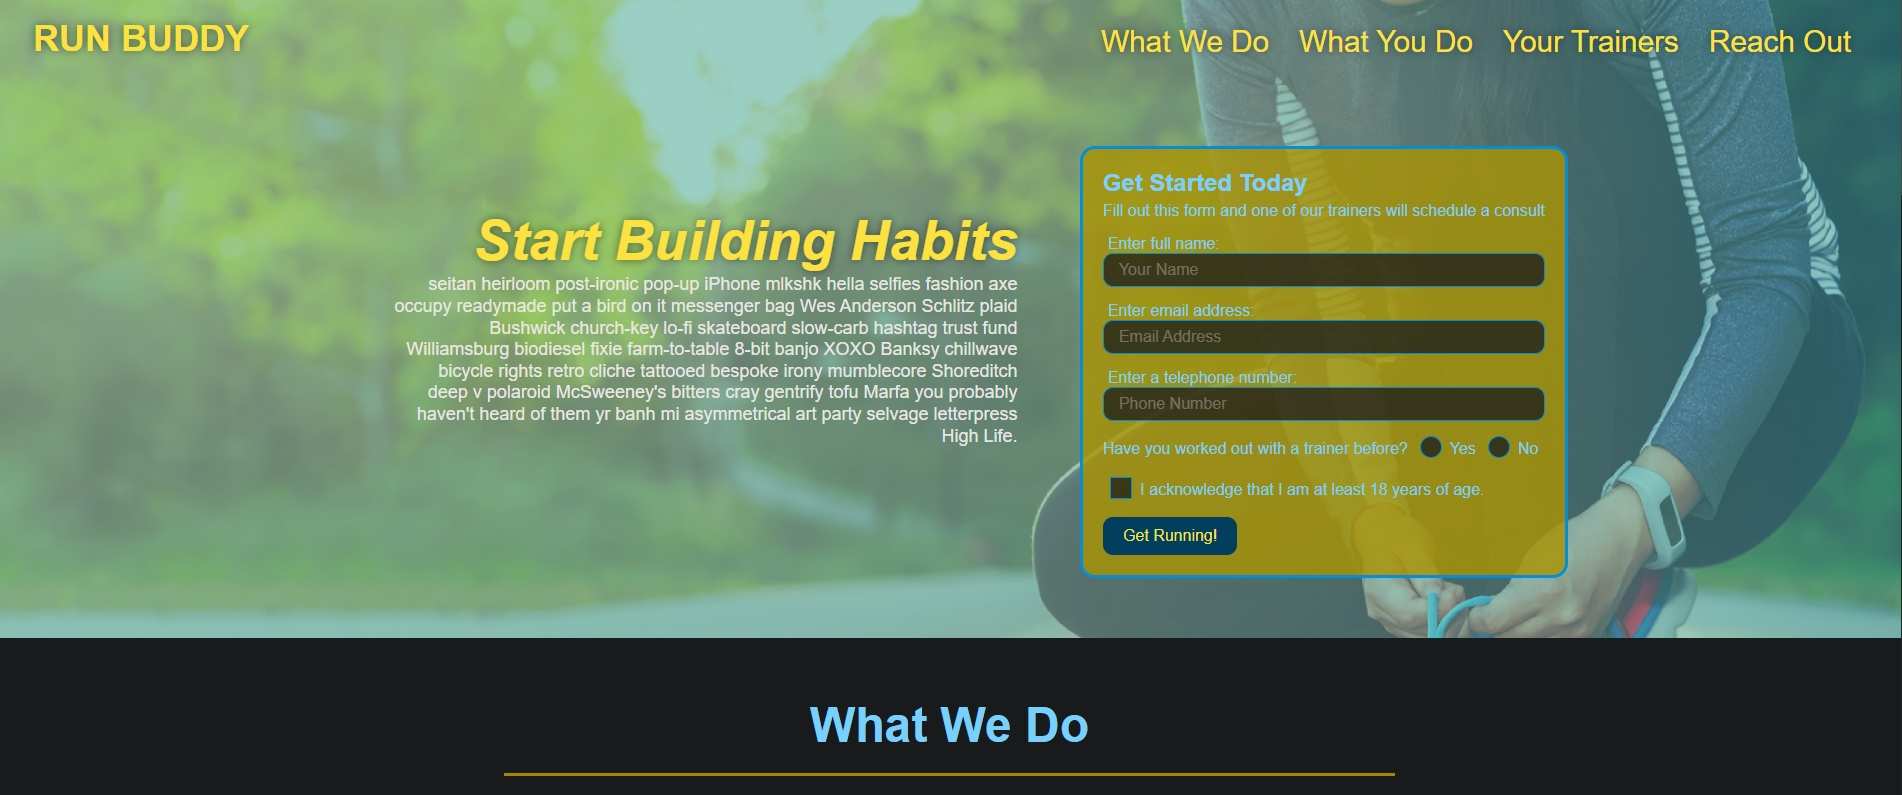 RUN BUDDY
What We Do
What You Do
Your Trainers
Reach Out
Start Building Habits
seitan heirloom post-ironic pop-up iPhone mlkshk hella selfies fashion axe
occupy readymade put a bird on it messenger bag Wes Anderson Schlitz plaid
Bushwick church-key lo-fi skateboard slow-carb hashtag trust fund
Williamsburg biodiesel fixie farm-to-table 8-bit banjo XOXO Banksy chillwave
bicycle rights retro cliche tattooed bespoke irony mumblecore Shoreditch
deep v polaroid McSweeney's bitters cray gentrify tofu Marfa you probably
haven't heard of them yr banh mi asymmetrical art party selvage letterpress
High Life.
Get Started Today
Fill out this form and one of our trainers will schedule a consult
Enter full name:
Your Name
Enter email address:
Email Address
Enter a telephone number:
Phone Number
Have you worked out with a trainer before? Yes No
I acknowledge that I am at least 18 years of age.
Get Running!
What We Do